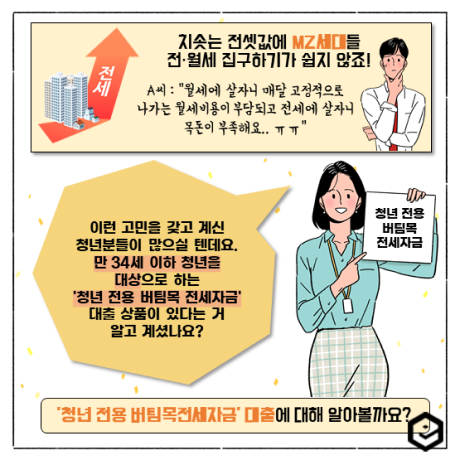 치솟는 전셋값에 MZ세대들
전·월세 집구하기가 쉽지 않죠!
전세
A씨 : "월세에 살자니 매달 고정적으로
나가는 월세비용이 부담되고 전세에 살자니
목돈이 부족해요.. ㅠㅠ"
이런 고민을 갖고 계신
청년분들이 많으실 텐데요.
만 34세 이하 청년을
대상으로 하는
'청년 전용 버팀목 전세자금'
대출 상품이 있다는 거
알고 계셨나요?
청년 전용
버팀목
전세자금
'청년 전용 버팀목전세자금' 대출에 대해 알아볼까요?